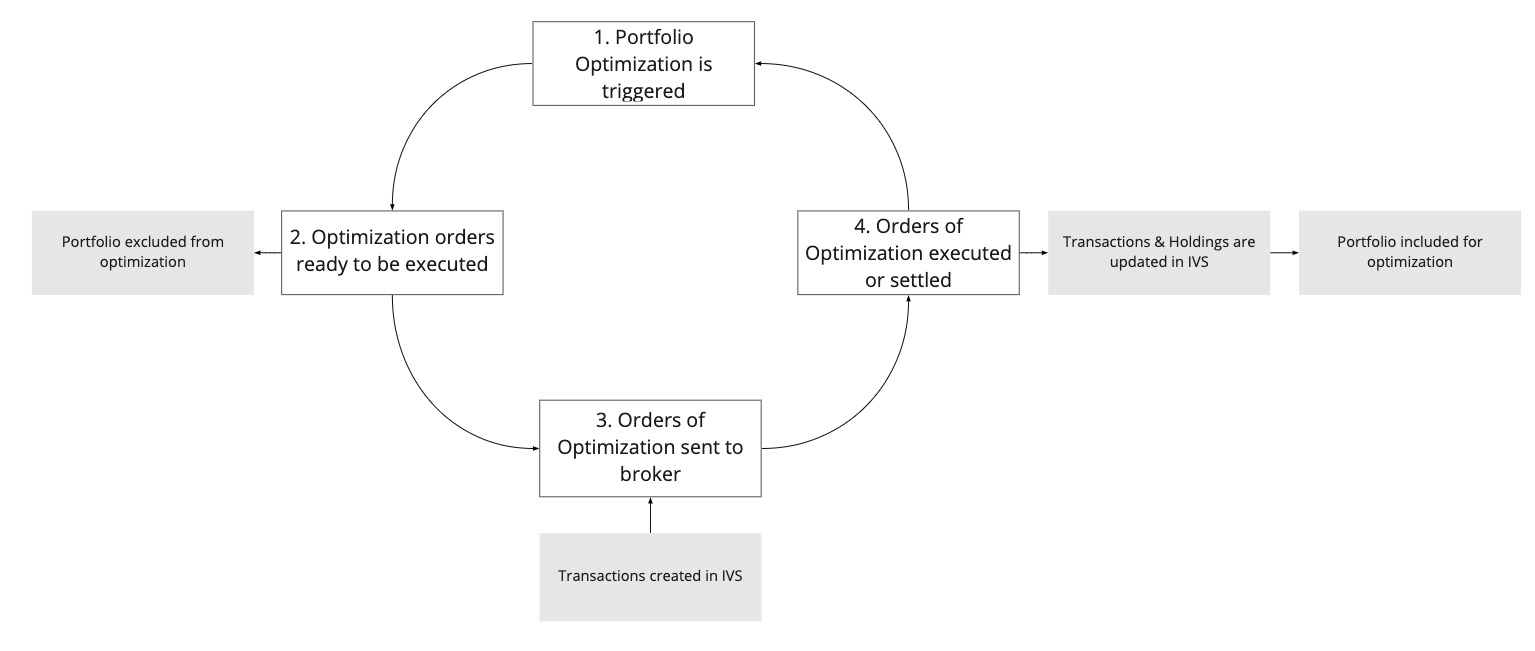 1. Portfolio
Optimization is
triggered
Portfolio excluded from
optimization
2. Optimization orders
ready to be executed
4. Orders of
Optimization executed
or settled
Transactions & Holdings are
updated in IVS
Portfolio included for
optimization
3. Orders of
Optimization sent to
broker
Transactions created in IVS